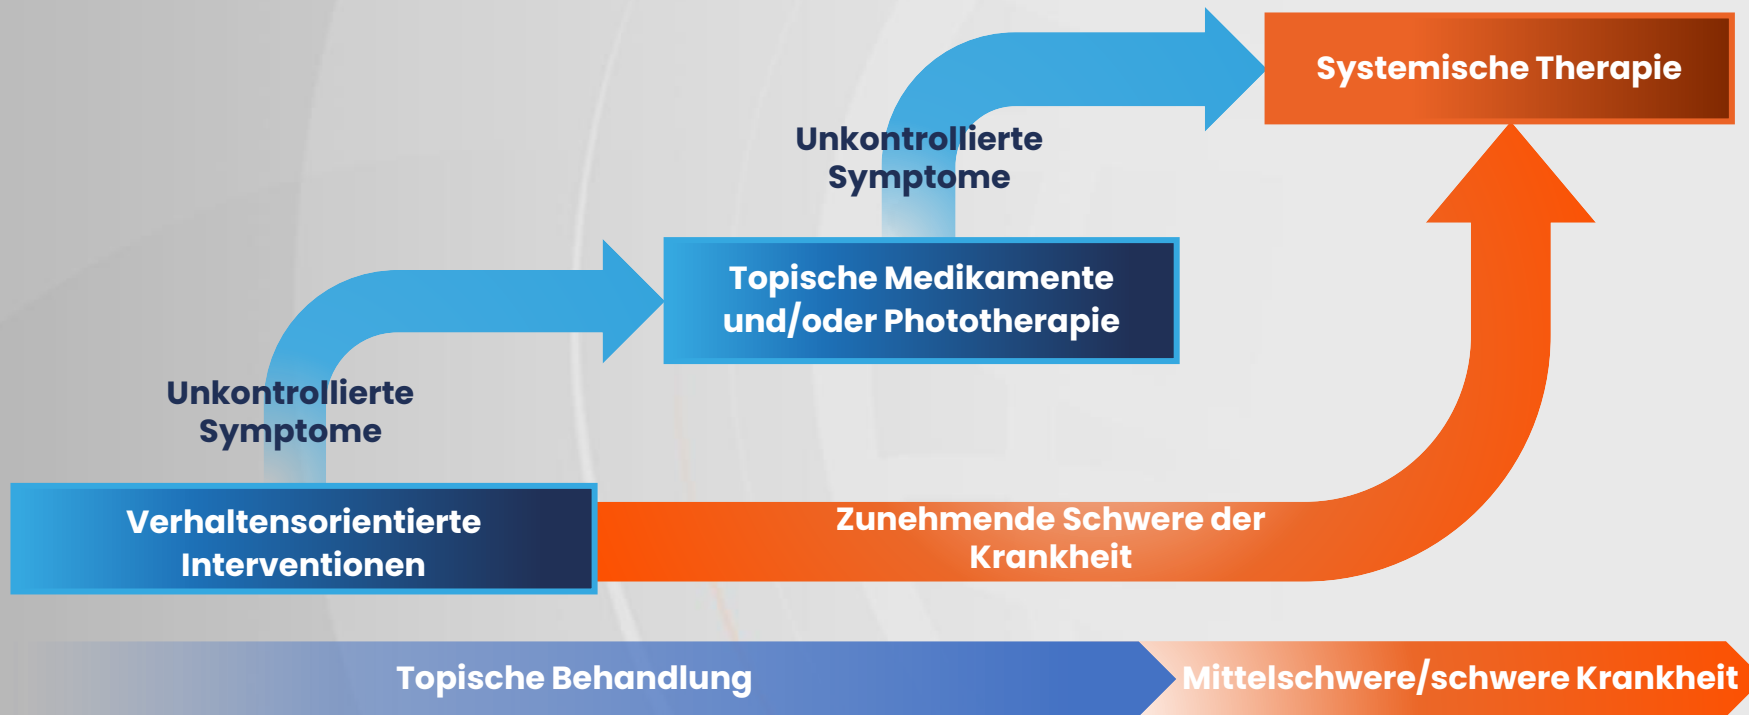 Systemische Therapie
Unkontrollierte
Symptome
Topische Medikamente
und/oder Phototherapie
Unkontrollierte
Symptome
Verhaltensorientierte
Interventionen
Zunehmende Schwere der
Krankheit
Topische Behandlung
Mittelschwere/schwere Krankheit